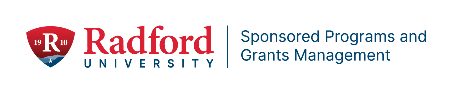 19 R 10
Radford
UNIVERSITY
Sponsored Programs and
Grants Management